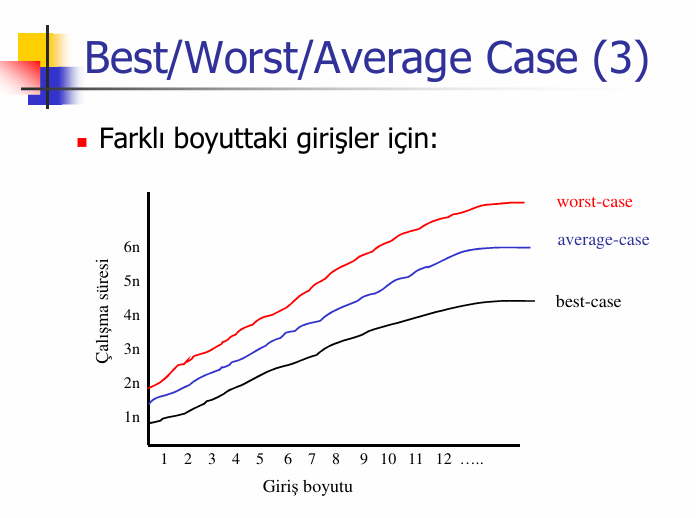 Best/Worst/Average Case (3)
Farklı boyuttaki girişler için:
worst-case
average-case
best-case
6n
5n
4n
3n
2n
1n
Çalışma süresi
1 2 3 4 5 6 7 8 9 10 11 12 …..
Giriş boyutu